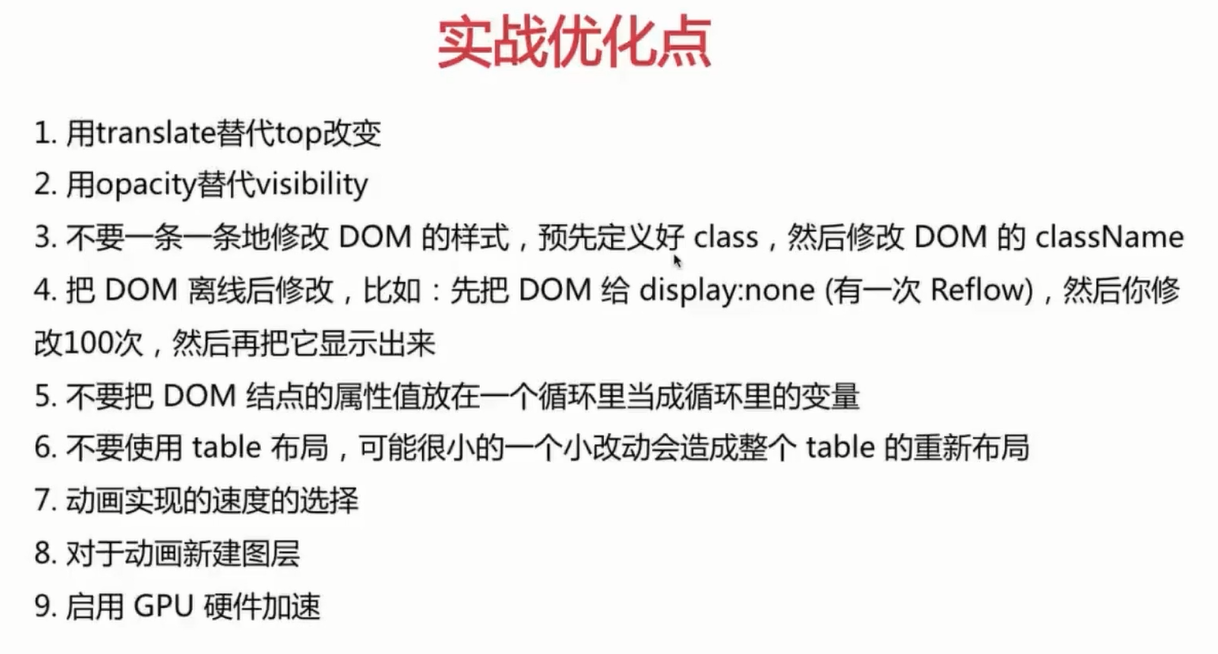 实战优化点
1. 用translate替代top改变
2. 用opacity替代visibility
3. 不要一条一条地修改 DOM 的样式，预先定义好 class，然后修改 DOM 的 className
4. 把 DOM 离线后修改，比如：先把 DOM 给 display:none (有一次 Reflow)，然后你修
改100次，然后再把它显示出来
5. 不要把 DOM 结点的属性值放在一个循环里当成循环里的变量
6. 不要使用 table 布局，可能很小的一个小改动会造成整个 table 的重新布局
7. 动画实现的速度的选择
8. 对于动画新建图层
9. 启用 GPU 硬件加速